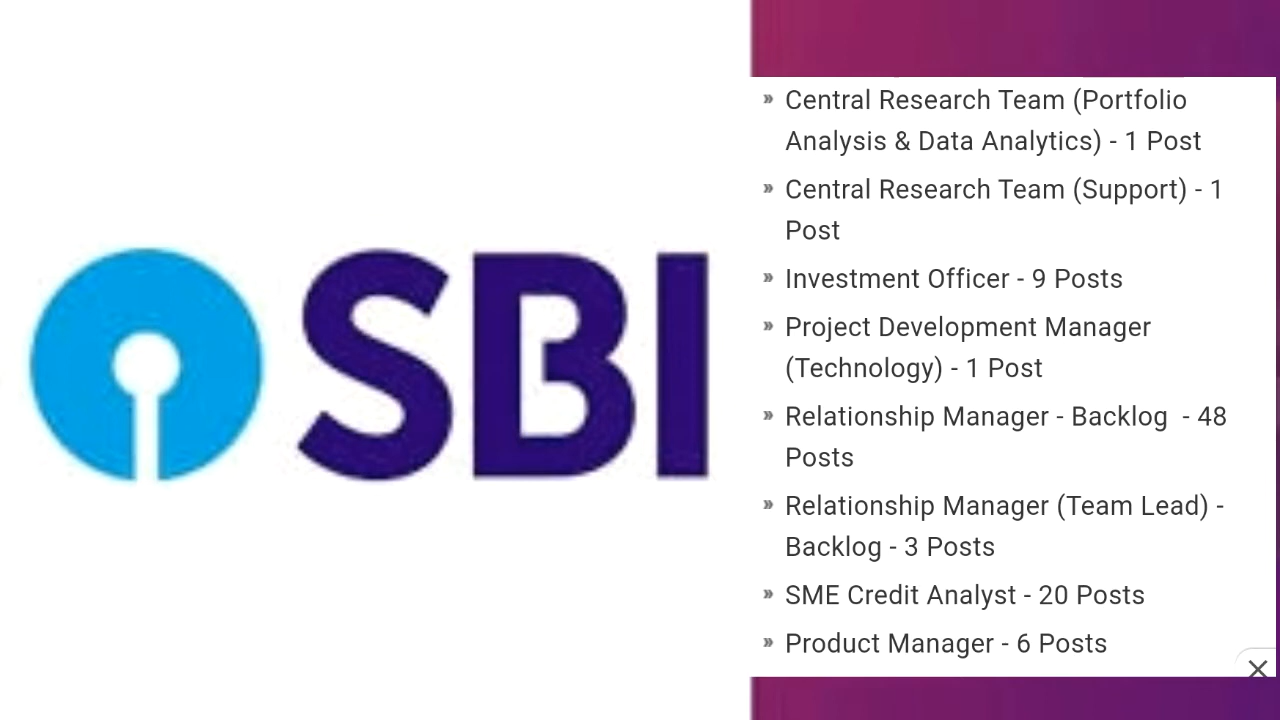 SBI
» Central Research Team (Portfolio
Analysis & Data Analytics) - 1 Post
» Central Research Team (Support) - 1
Post
» Investment Officer - 9 Posts
» Project Development Manager
(Technology) - 1 Post
» Relationship Manager - Backlog - 48
Posts
» Relationship Manager (Team Lead) -
Backlog - 3 Posts
» SME Credit Analyst - 20 Posts
» Product Manager - 6 Posts